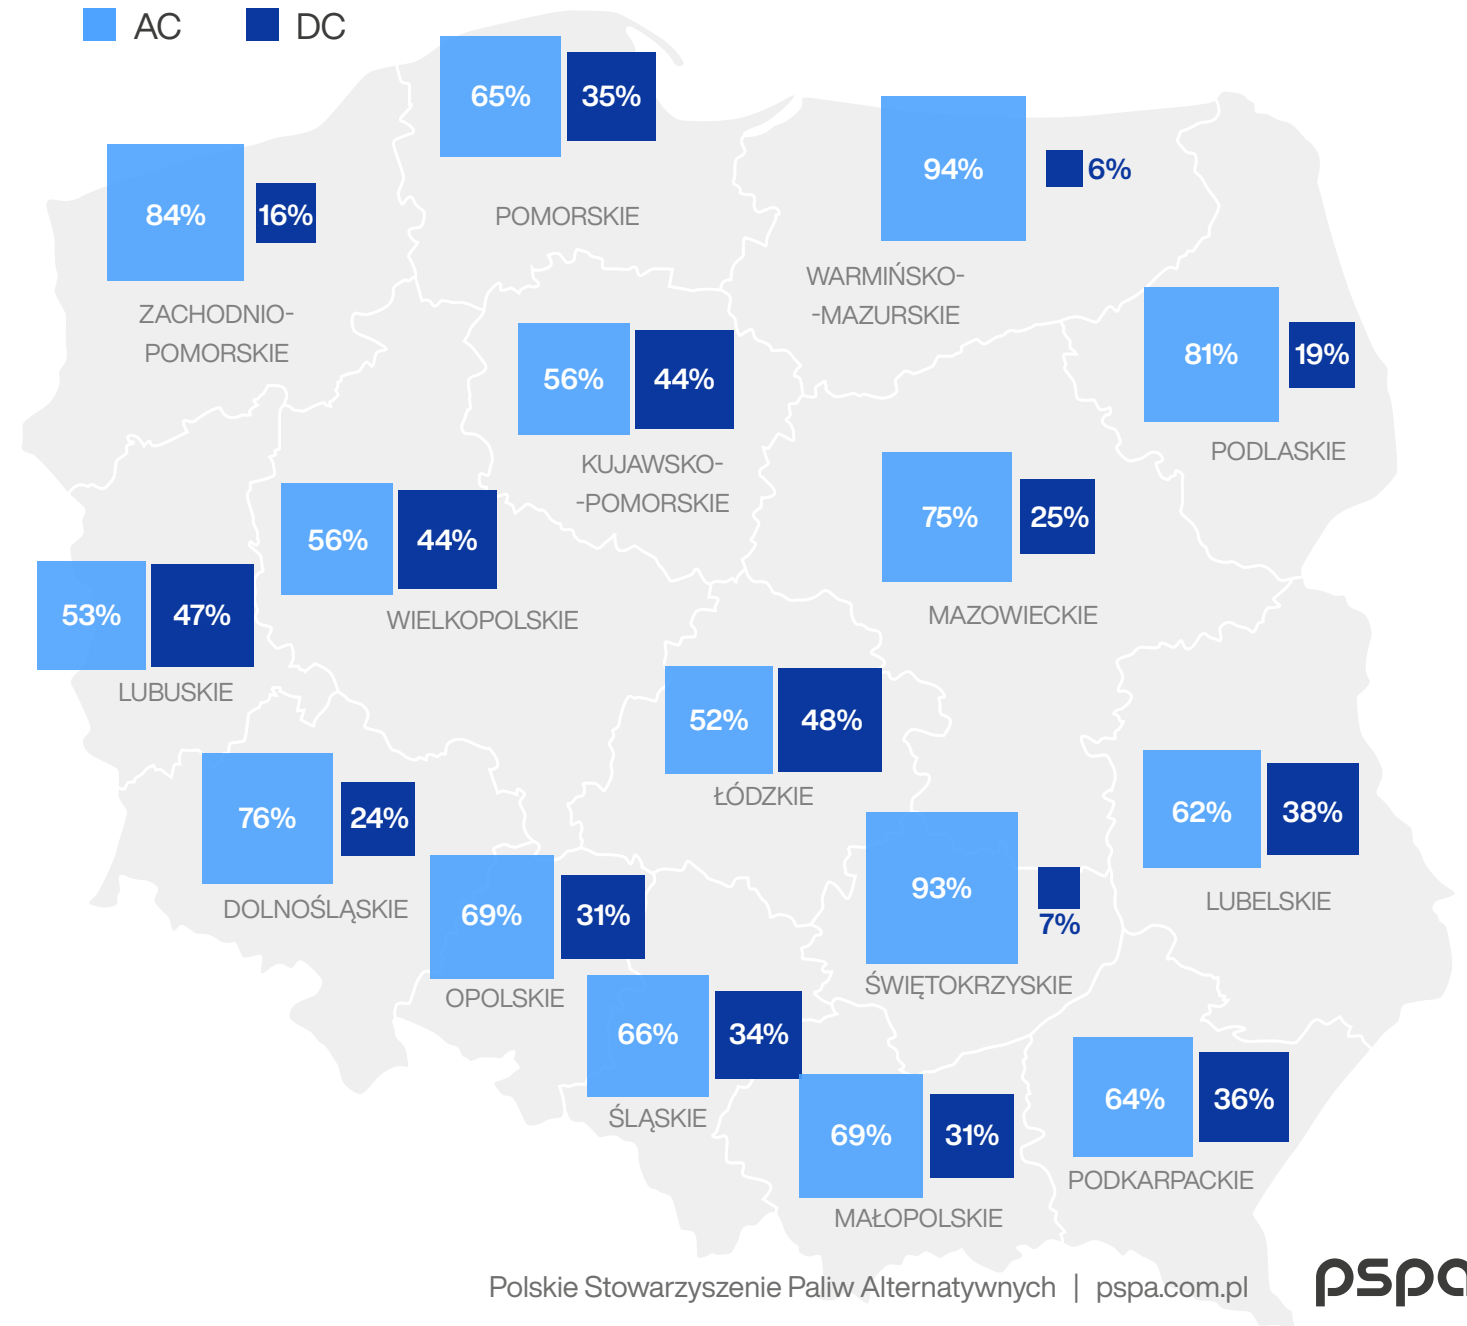 AC DC
65% 35%
POMORSKIE
94% 6%
WARMIŃSKO-
-MAZURSKIE
84% 16%
ZACHODNIO-
POMORSKIE
81% 19%
PODLASKIE
56% 44%
KUJAWSKO-
-POMORSKIE
75% 25%
MAZOWIECKIE
56% 44%
WIELKOPOLSKIE
53% 47%
LUBUSKIE
52% 48%
ŁÓDZKIE
62% 38%
LUBELSKIE
76% 24%
DOLNOŚLĄSKIE
93%
7%
ŚWIĘTOKRZYSKIE
69% 31%
OPOLSKIE
66% 34%
ŚLĄSKIE
64% 36%
PODKARPACKIE
69% 31%
MAŁOPOLSKIE
Polskie Stowarzyszenie Paliw Alternatywnych | pspa.com.pl
pspa